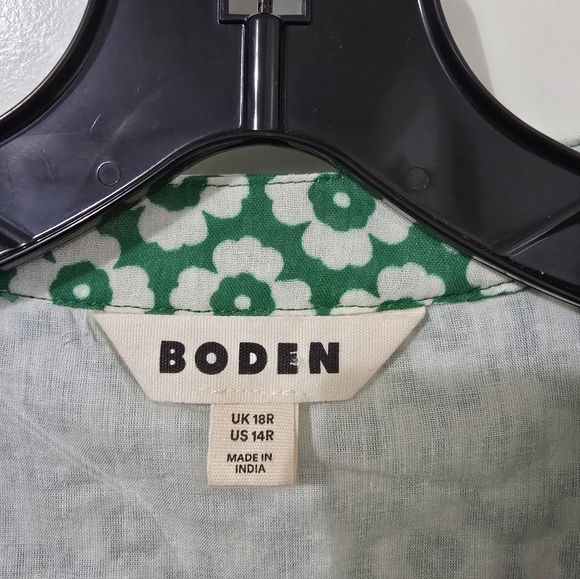 BODEN
UK 18R
US 14R
MADE IN
INDIA